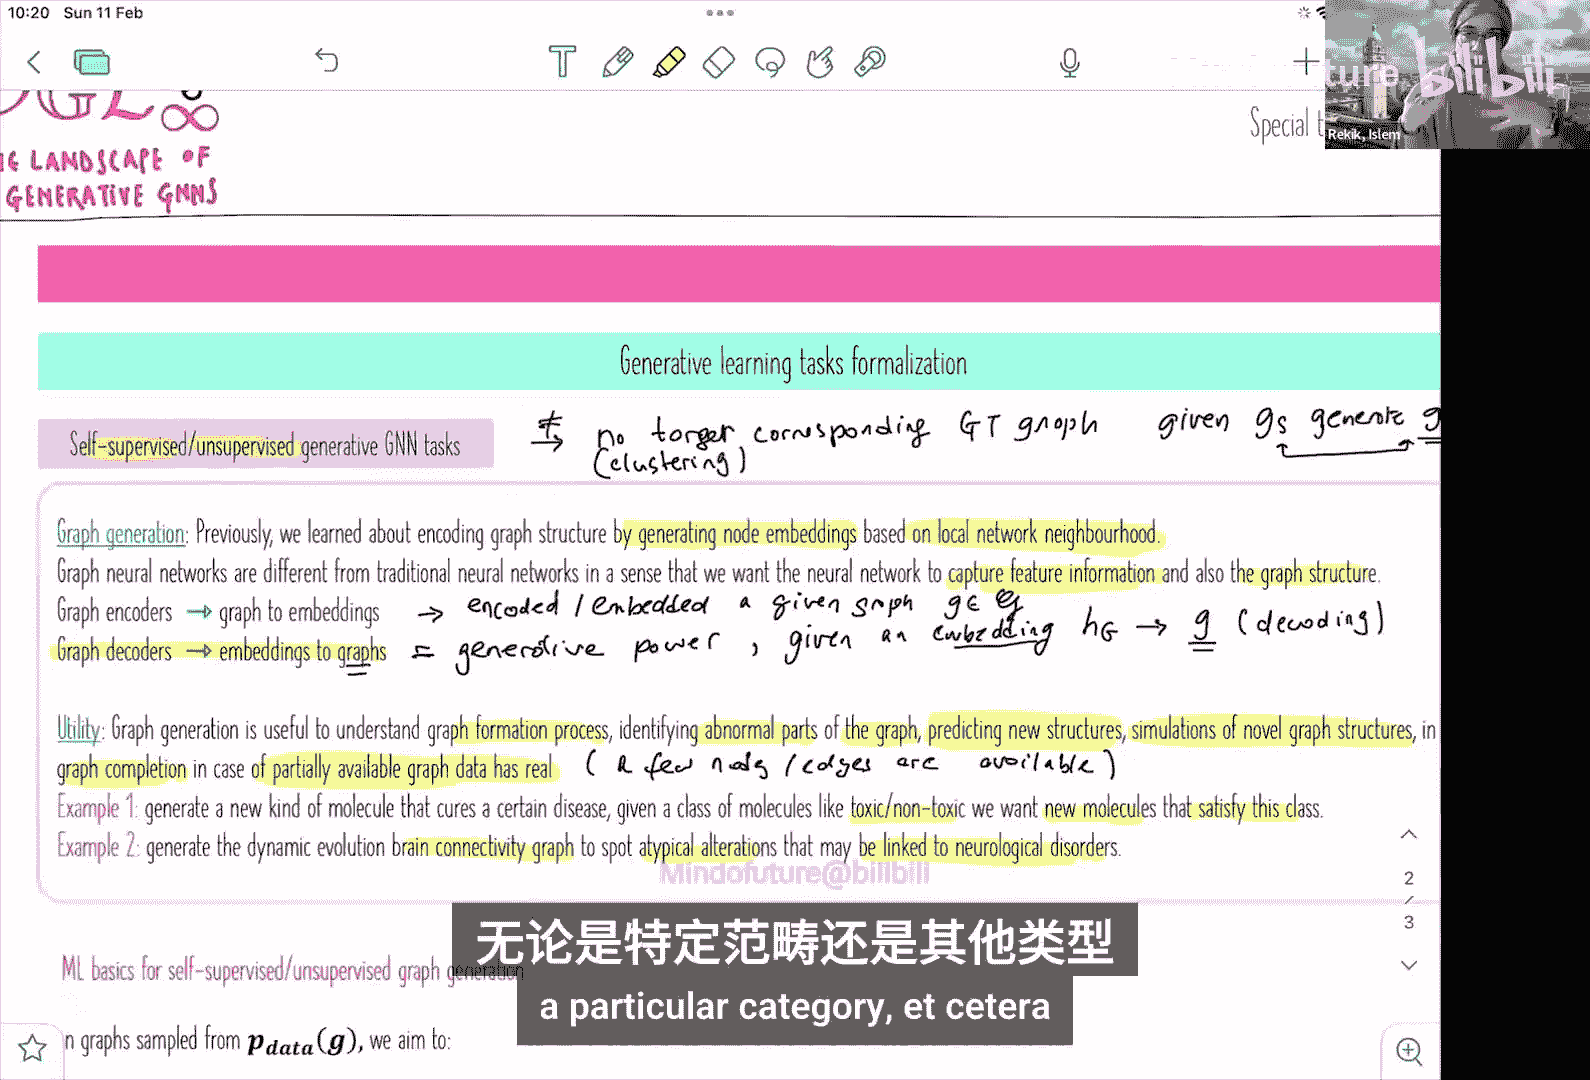 10:20 Sun 11 Feb
Special t
Rekik, Islem
ture bilibili
DGL
NG LANDSCAPE OF
GENERATIVE GNNS
Generative learning tasks formalization
Self-supervised/unsupervised generative GNN tasks
≠ → no target corresponding GT graph given gs generate g
(clustering)
Graph generation: Previously, we learned about encoding graph structure by generating node embeddings based on local network neighbourhood.
Graph neural networks are different from traditional neural networks in a sense that we want the neural network to capture feature information and also the graph structure.
Graph encoders → graph to embeddings → encoded / embedded a given graph g ∈ G
Graph decoders → embeddings to graphs = generative power, given an embedding hG → g (decoding)
Utility: Graph generation is useful to understand graph formation process, identifying abnormal parts of the graph, predicting new structures, simulations of novel graph structures, in
graph completion in case of partially available graph data has real (a few nodes / edges are available)
Example 1: generate a new kind of molecule that cures a certain disease, given a class of molecules like toxic/non-toxic we want new molecules that satisfy this class.
Example 2: generate the dynamic evolution brain connectivity graph to spot atypical alterations that may be linked to neurological disorders.
Mindofuture@bilibili
2
/
3
无论是特定范畴还是其他类型
ML basics for self-supervised/unsupervised graph generation
a particular category, et cetera
n graphs sampled from pdata(g), we aim to: